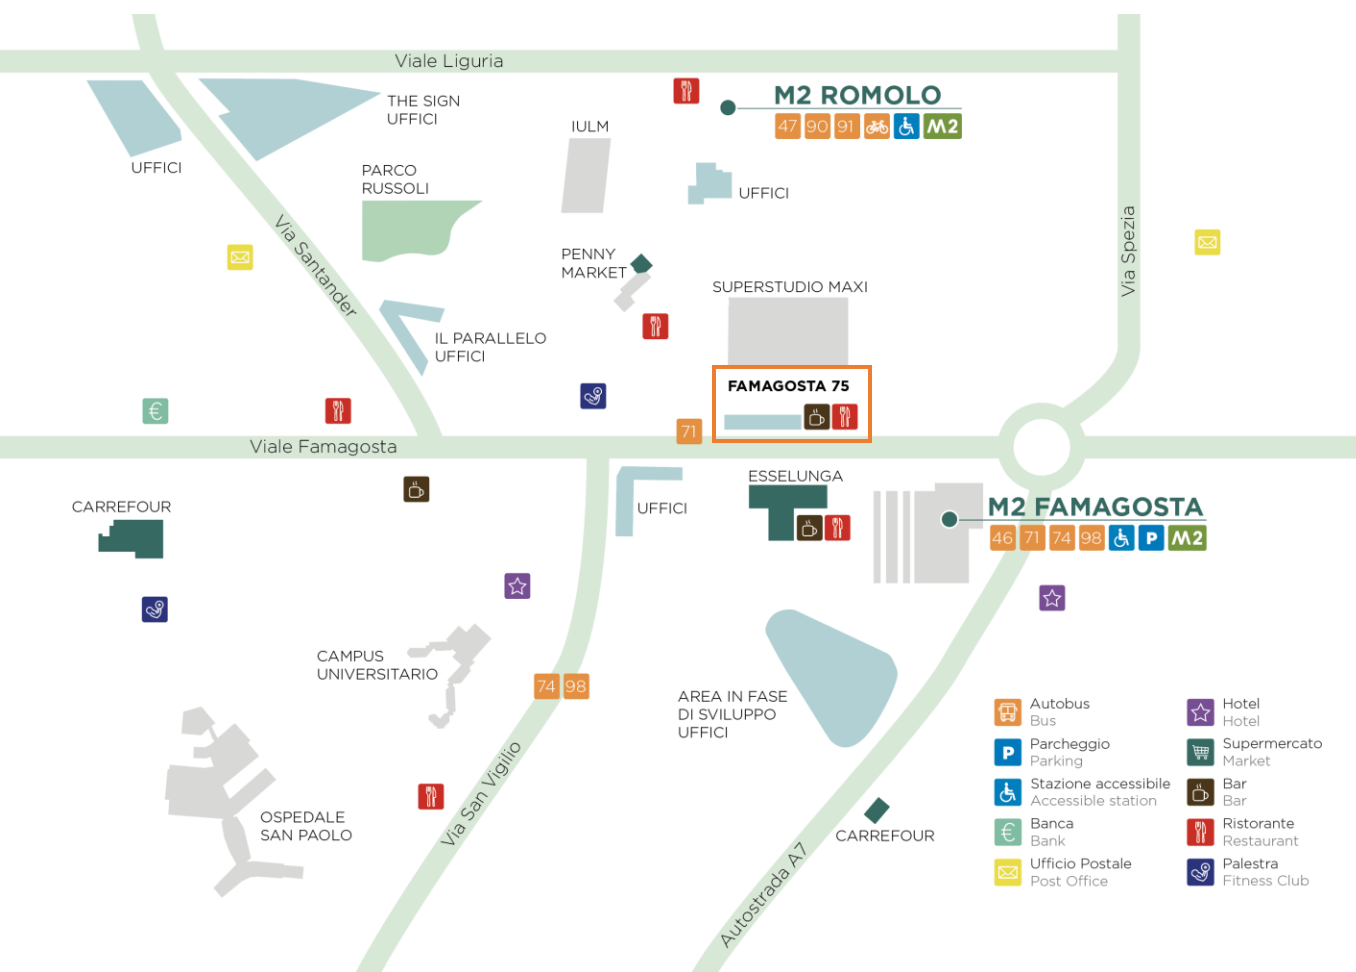 Viale Liguria
THE SIGN
UFFICI
UFFICI
M2 ROMOLO
47 90 91 M2
IULM
PARCO
RUSSOLI
UFFICI
Via Santander
Via Spezia
PENNY
MARKET
SUPERSTUDIO MAXI
IL PARALLELO
UFFICI
FAMAGOSTA 75
€
71
Viale Famagosta
ESSELUNGA
CARREFOUR
UFFICI
M2 FAMAGOSTA
46 71 74 98 P M2
CAMPUS
UNIVERSITARIO
74 98
AREA IN FASE
DI SVILUPPO
UFFICI
Via San Vigilio
OSPEDALE
SAN PAOLO
CARREFOUR
Autostrada A7
Autobus
Bus
P
Parcheggio
Parking
Stazione accessibile
Accessible station
€
Banca
Bank
Ufficio Postale
Post Office
Hotel
Hotel
Supermercato
Market
Bar
Bar
Ristorante
Restaurant
Palestra
Fitness Club